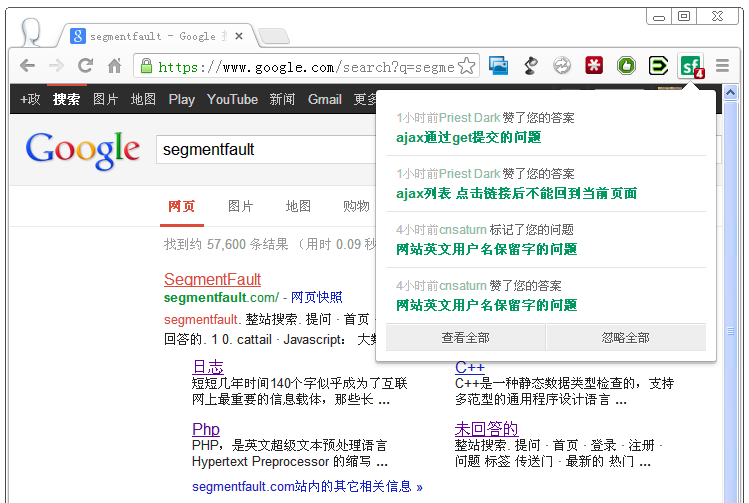 segmentfault - Google
https://www.google.com/search?q=segme
sf 4
+政 搜索 图片 地图 Play YouTube 新闻 Gmail 更多
Google segmentfault
网页 图片 地图 购物
找到约 57,600 条结果 （用时 0.09 秒
SegmentFault
segmentfault.com/ - 网页快照
segmentfault. 整站搜索. 提问 · 首页 ·
回答的. 1 0. cattail · Javascript： 大
日志
短短几年时间140个字似乎成为了互联
网上最重要的信息载体，那些长 ...
C++
C++是一种静态数据类型检查的，支持
多范型的通用程序设计语言 ...
Php
PHP，是英文超级文本预处理语言
Hypertext Preprocessor 的缩写 ...
未回答的
整站搜索. 提问 · 首页 · 登录 · 注册 ·
问题 标签 传送门 · 最新的 热门 ...
segmentfault.com站内的其它相关信息 »
1小时前Priest Dark 赞了您的答案
ajax通过get提交的问题
1小时前Priest Dark 赞了您的答案
ajax列表 点击链接后不能回到当前页面
4小时前cnsaturn 标记了您的问题
网站英文用户名保留字的问题
4小时前cnsaturn 赞了您的答案
网站英文用户名保留字的问题
查看全部 忽略全部